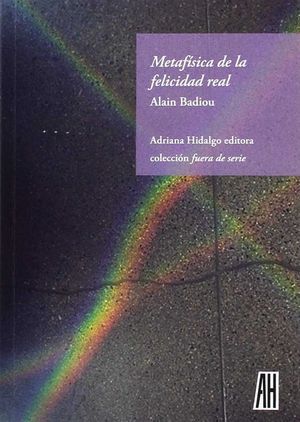 Metafísica de la
felicidad real
Alain Badiou
Adriana Hidalgo editora
colección fuera de serie
AH